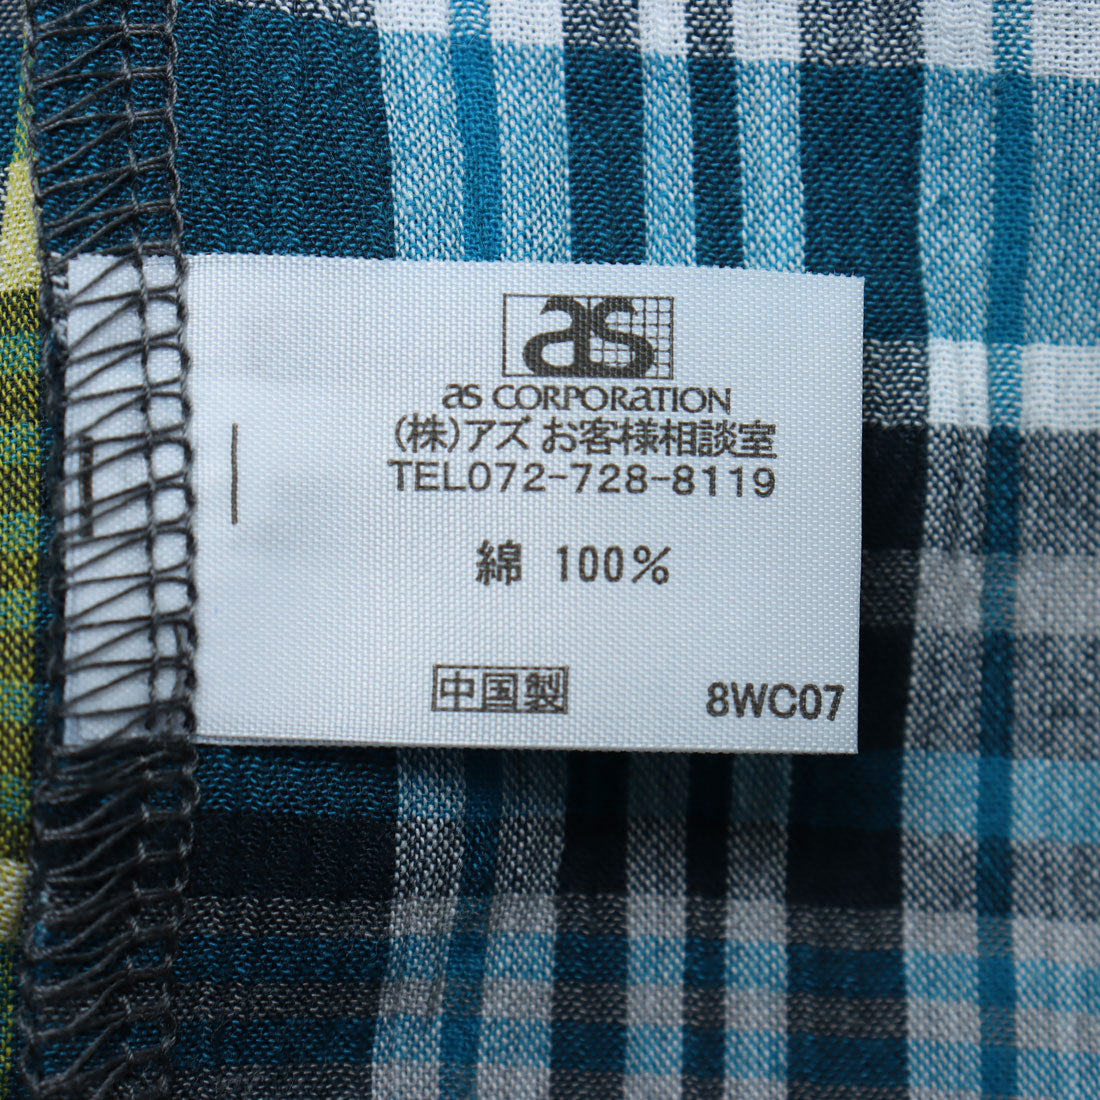 as
as CORPORATION
(株)アズ お客様相談室
TEL072-728-8119
綿 100%
中国製 8WC07